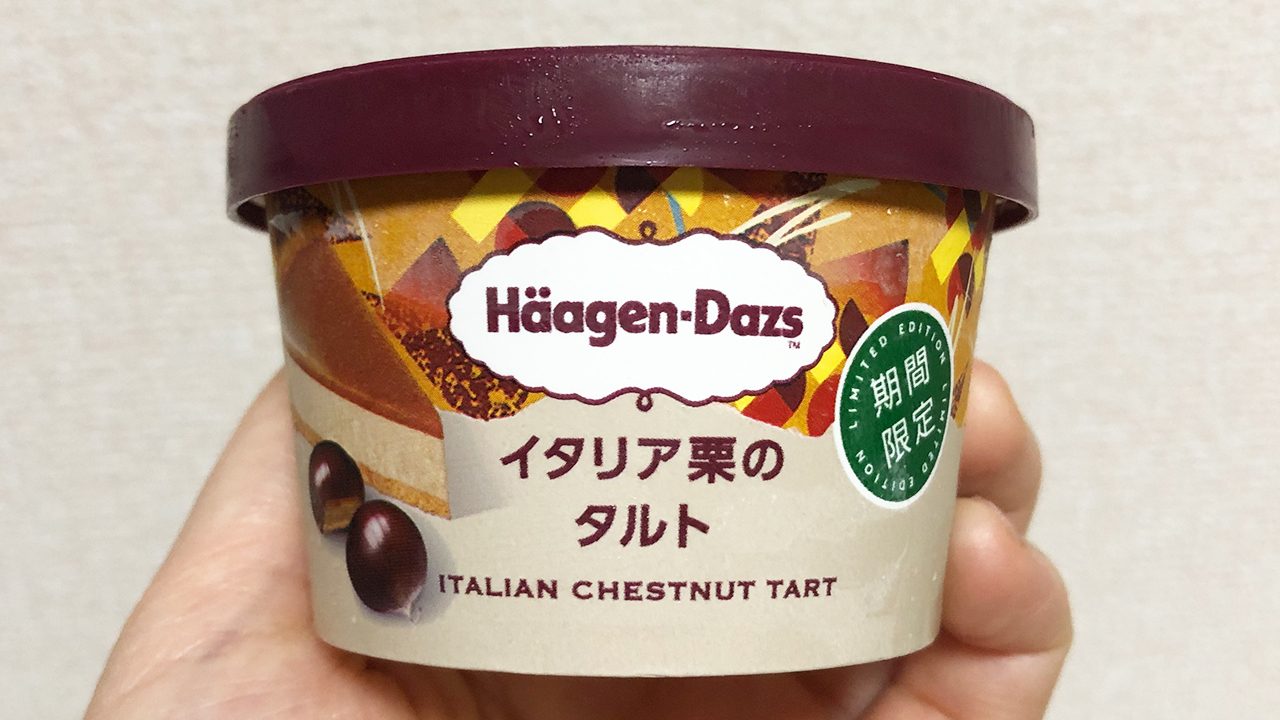 Häagen-Dazs
TM
LIMITED EDITION LIMITED EDITION
期間
限定
イタリア栗の
タルト
ITALIAN CHESTNUT TART